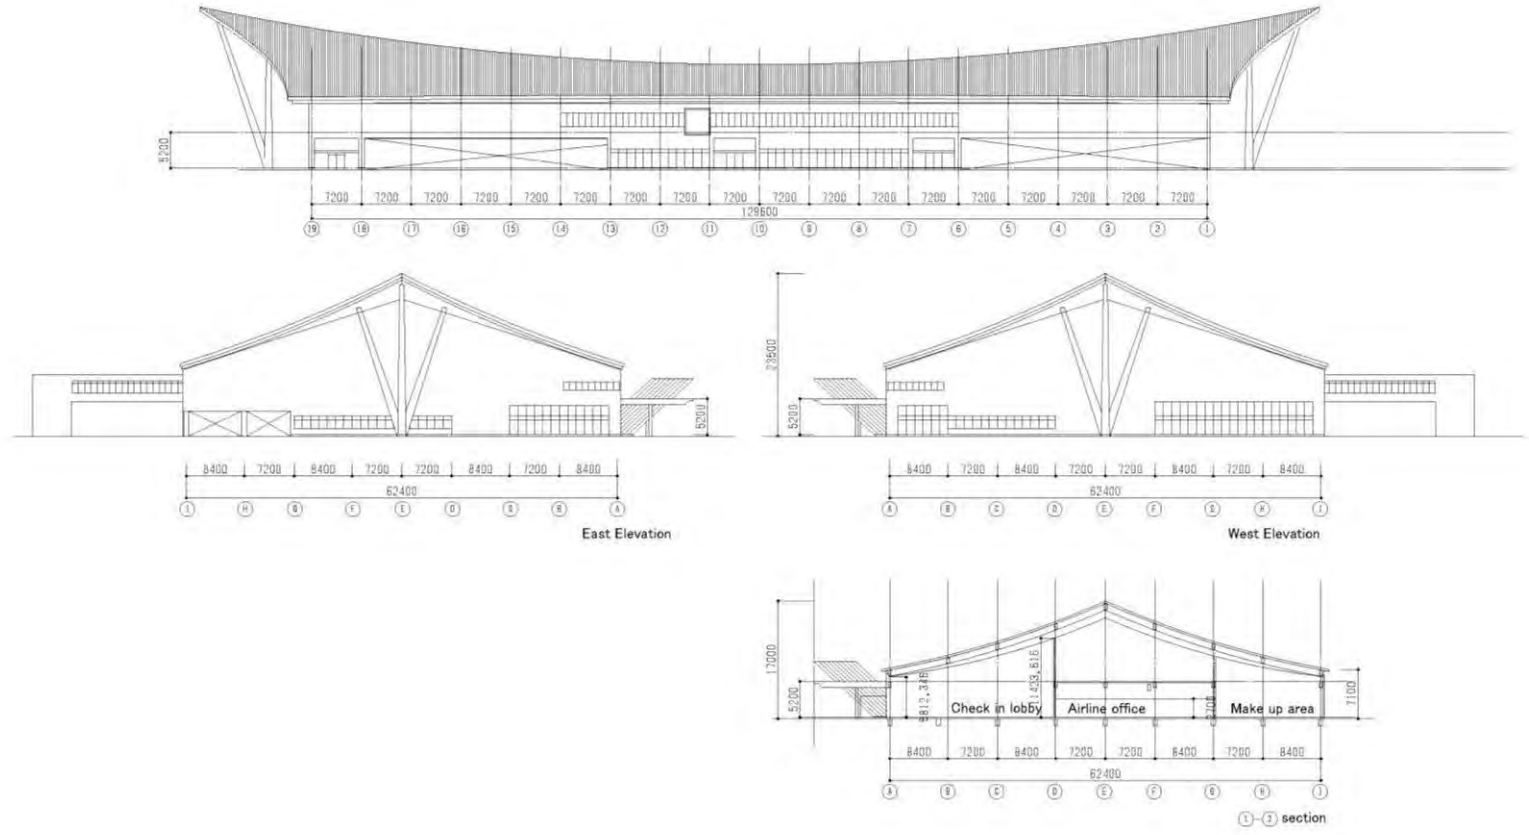 5200
7200 7200 7200 7200 7200 7200 7200 7200 7200 7200 7200 7200 7200 7200 7200 7200 7200 7200
129600
19 18 17 16 15 14 13 12 11 10 9 8 7 6 5 4 3 2 1
5200
8400 7200 8400 7200 7200 8400 7200 8400
62400
H F E D B A
East Elevation
23600
5200
8400 7200 8400 7200 7200 8400 7200 8400
62400
A B C D E F G H
West Elevation
17000
5200
11423,616
7100
Check in lobby Airline office Make up area
8400 7200 8400 7200 7200 8400 7200 8400
62400
A B C D E F G H
section